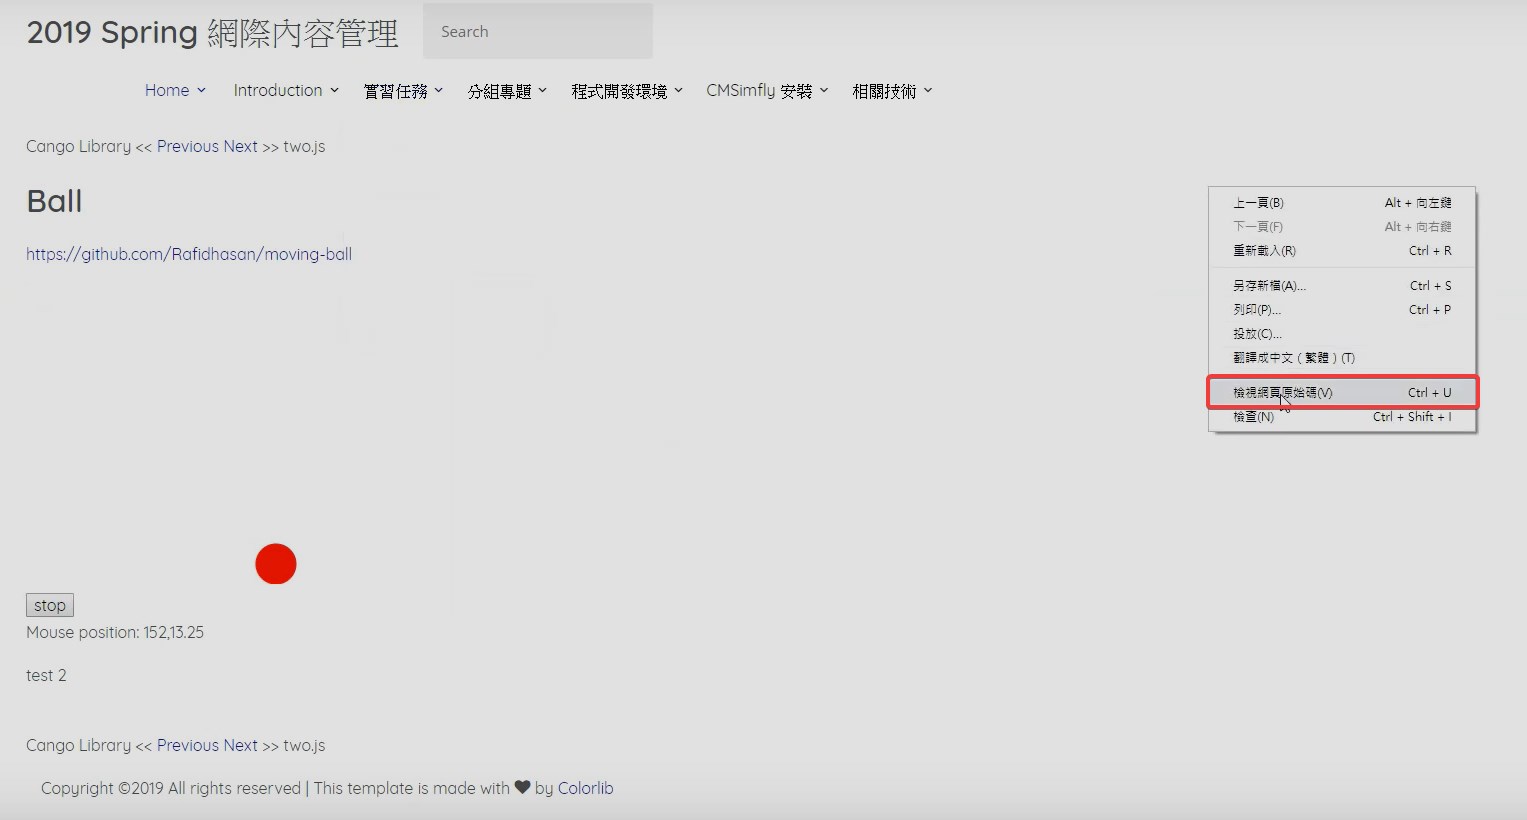 2019 Spring 網際內容管理
Search
Home
Introduction
實習任務
分組專題
程式開發環境
CMSimfly 安裝
相關技術
Cango Library << Previous Next >> two.js
Ball
https://github.com/Rafidhasan/moving-ball
上一頁(B) Alt + 向左鍵
下一頁(F) Alt + 向右鍵
重新載入(R) Ctrl + R
另存新檔(A)... Ctrl + S
列印(P)... Ctrl + P
投放(C)...
翻譯成中文 ( 繁體 ) (T)
檢視網頁原始碼(V) Ctrl + U
檢查(N) Ctrl + Shift + I
stop
Mouse position: 152,13.25
test 2
Cango Library << Previous Next >> two.js
Copyright ©2019 All rights reserved | This template is made with ❤ by Colorlib